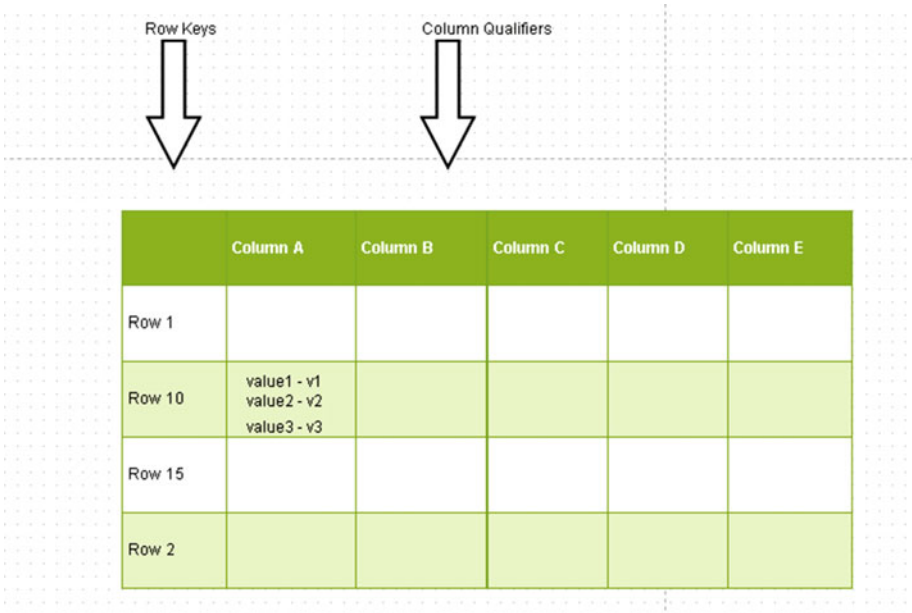 Row Keys
Column Qualifiers
Column A
Column B
Column C
Column D
Column E
Row 1
Row 10
value1 - v1
value2 - v2
value3 - v3
Row 15
Row 2